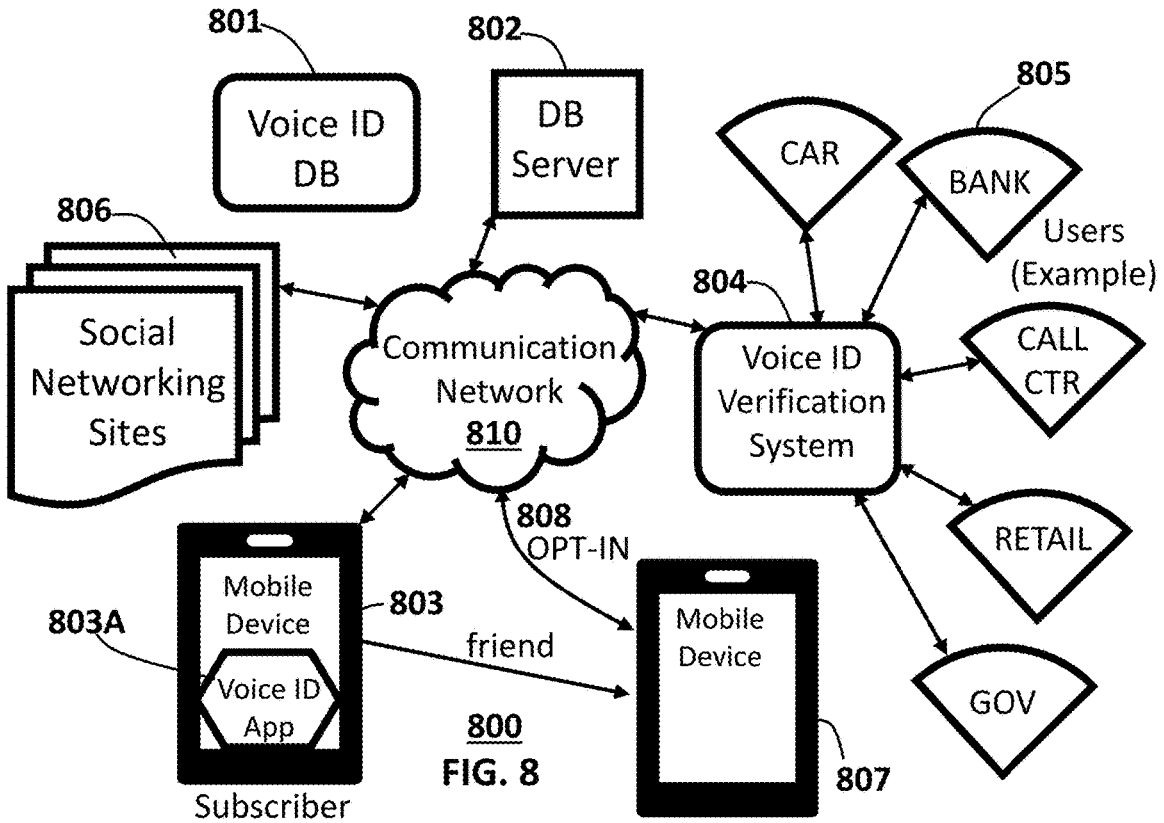 801
Voice ID
DB
802
DB
Server
CAR
805
BANK
Users
(Example)
806
Social
Networking
Sites
Communication
Network
810
804
Voice ID
Verification
System
CALL
CTR
RETAIL
GOV
808
OPT-IN
803A
Mobile
Device
803
Voice ID
App
Subscriber
friend
Mobile
Device
807
800
FIG. 8